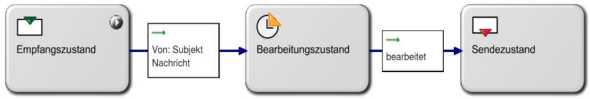 Empfangszustand
Von: Subjekt
Nachricht
Bearbeitungszustand
bearbeitet
Sendezustand